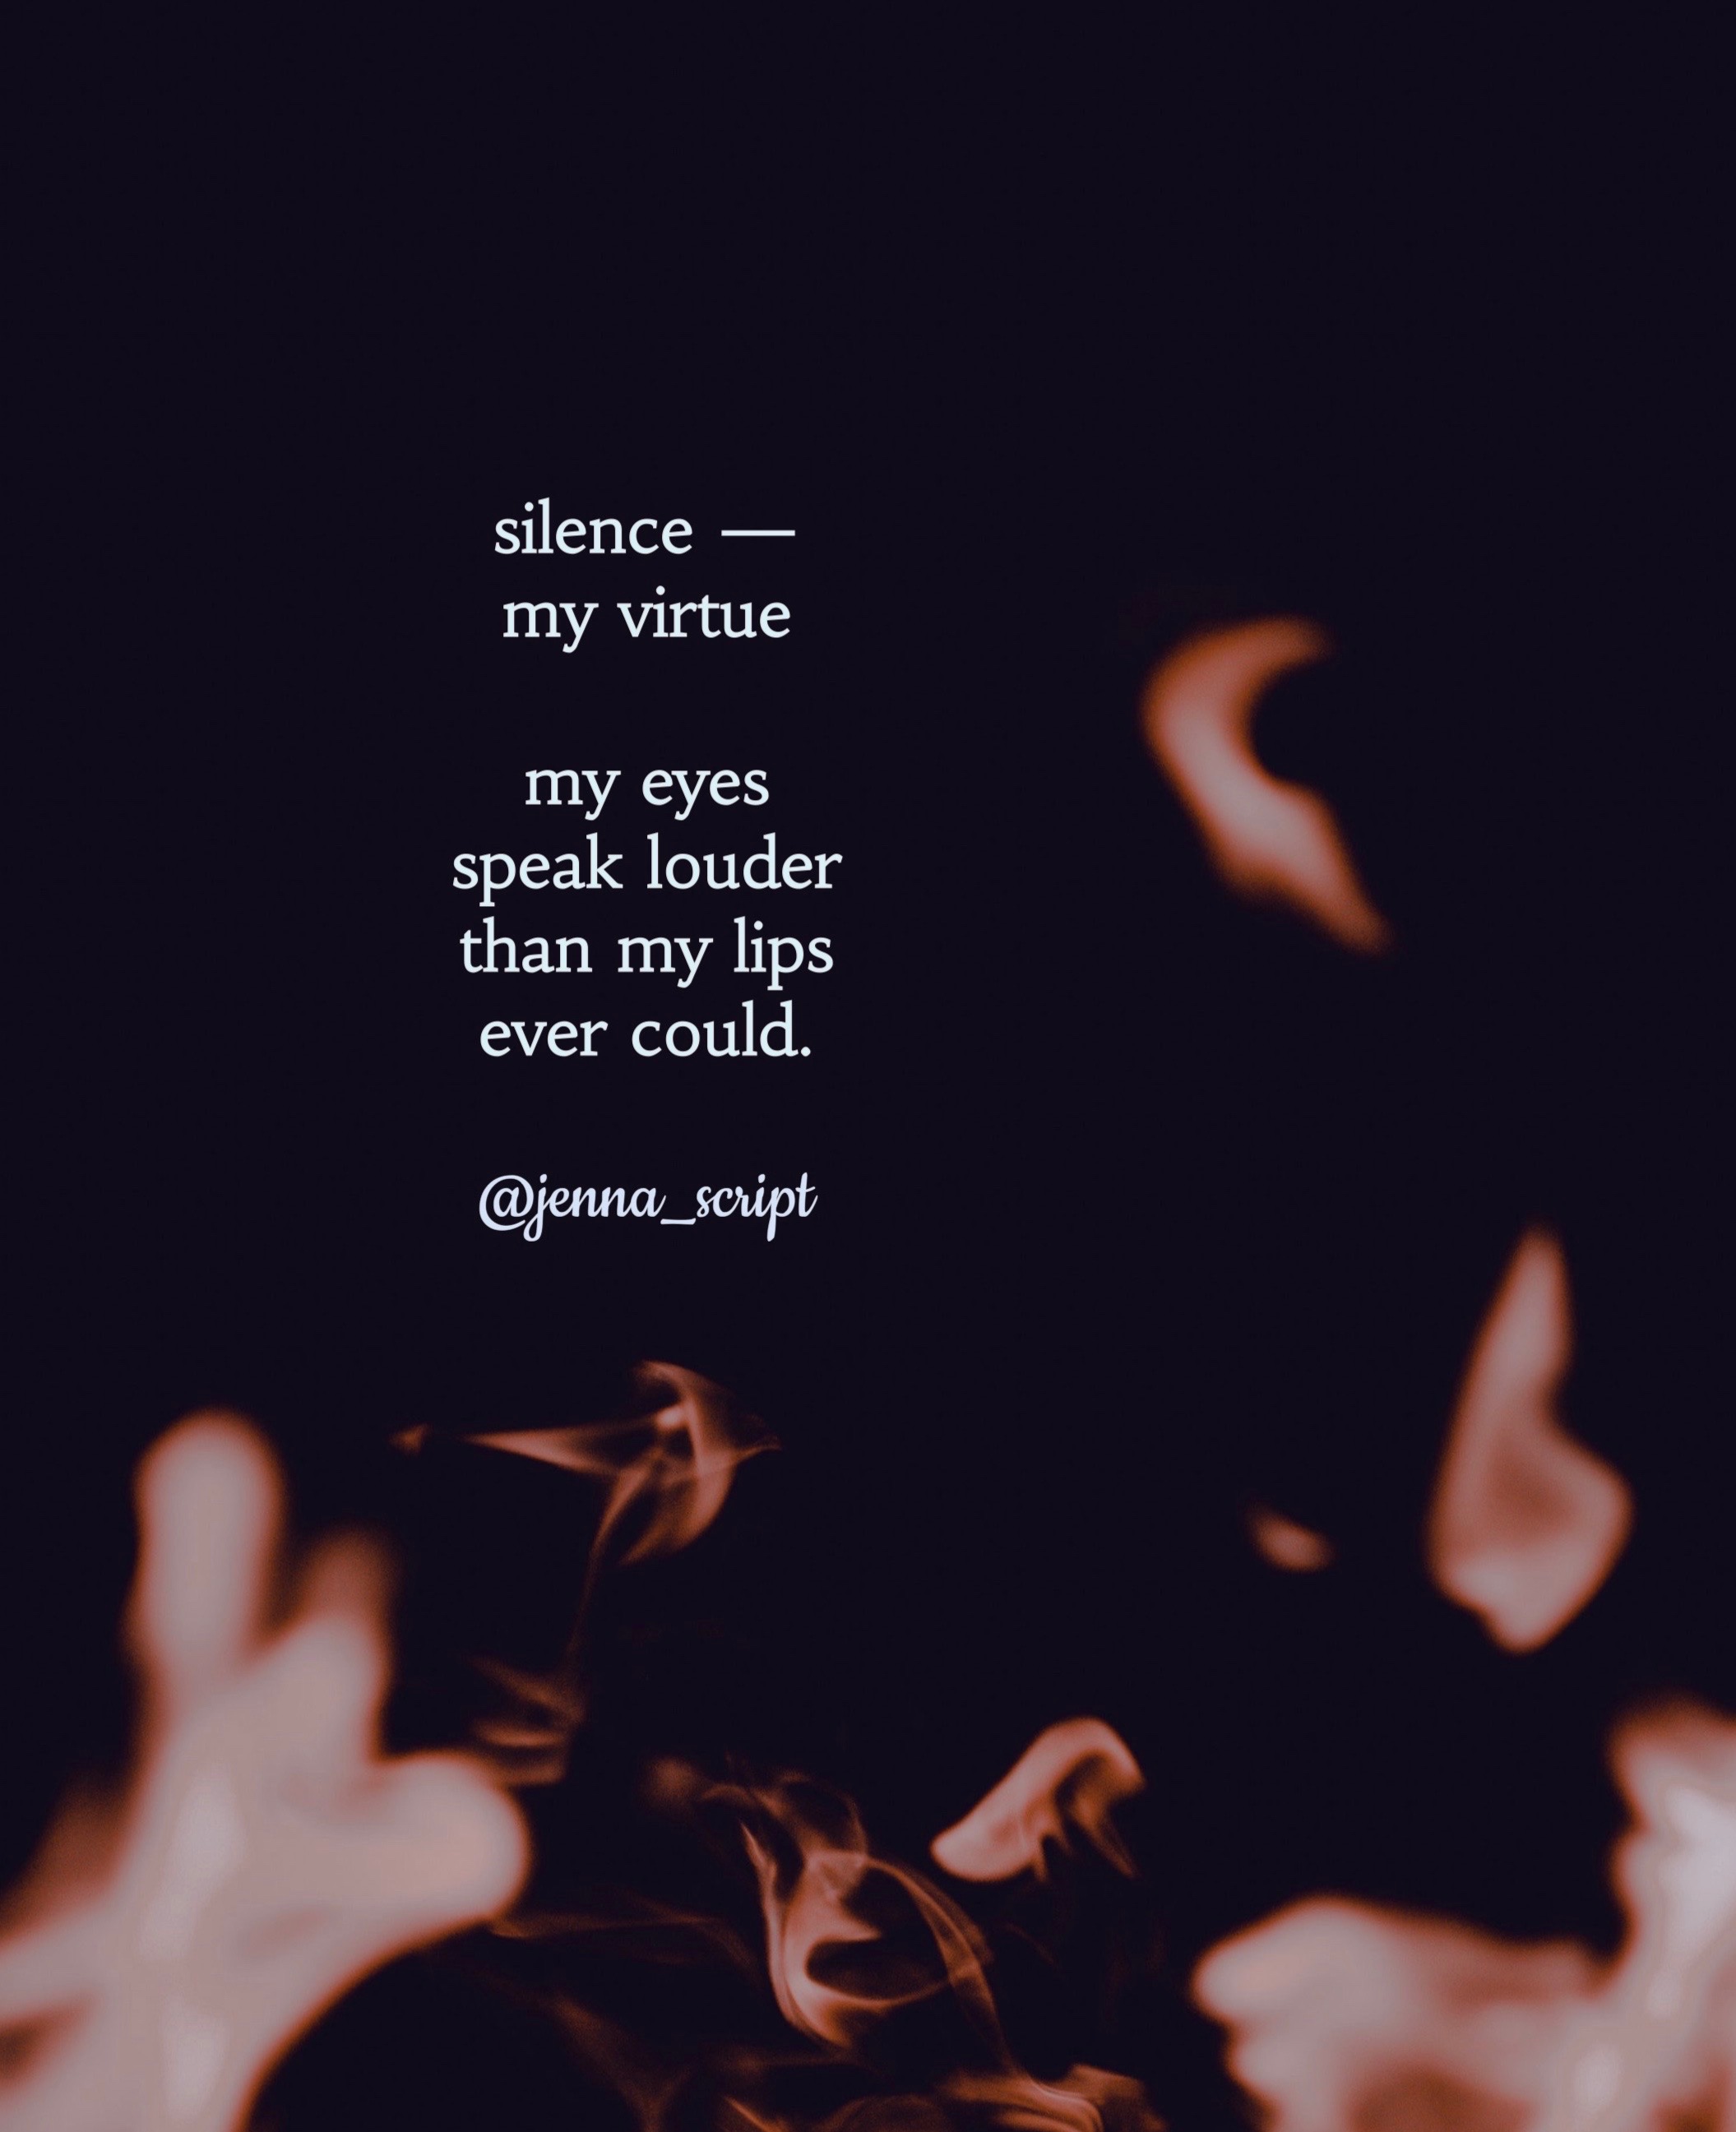 silence —
my virtue
my eyes
speak louder
than my lips
ever could.
@jenna_script